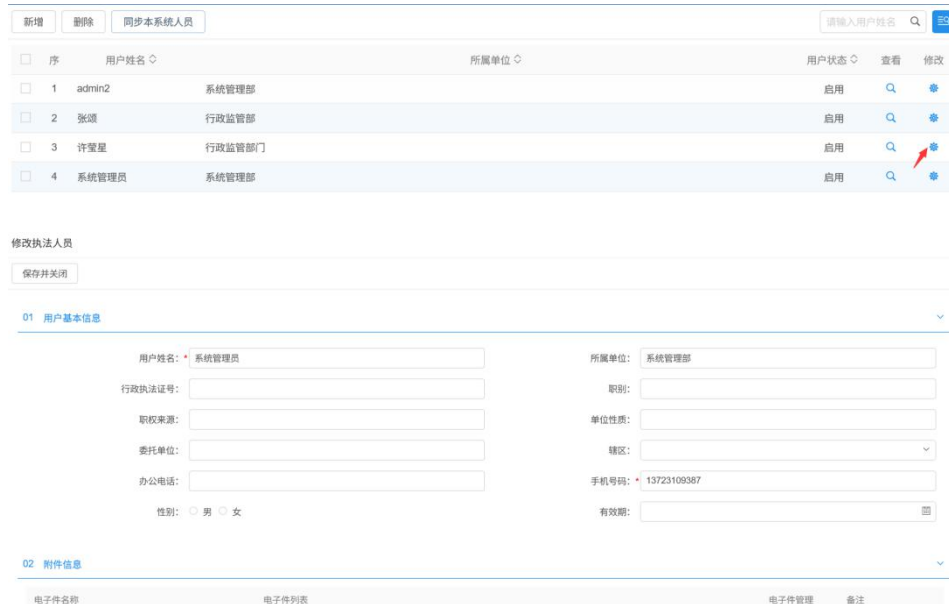 新增 删除 同步本系统人员 请输入用户姓名
序 用户姓名 所属单位 用户状态 查看 修改
1 admin2 系统管理部 启用
2 张颂 行政监管部 启用
3 许莹星 行政监管部门 启用
4 系统管理员 系统管理部 启用
修改执法人员
保存并关闭
01 用户基本信息
用户姓名: * 系统管理员 所属单位: 系统管理部
行政执法证号: 职别:
职权来源: 单位性质:
委托单位: 辖区:
办公电话: 手机号码: * 13723109387
性别: 男 女 有效期:
02 附件信息
电子件名称 电子件列表 电子件管理 备注